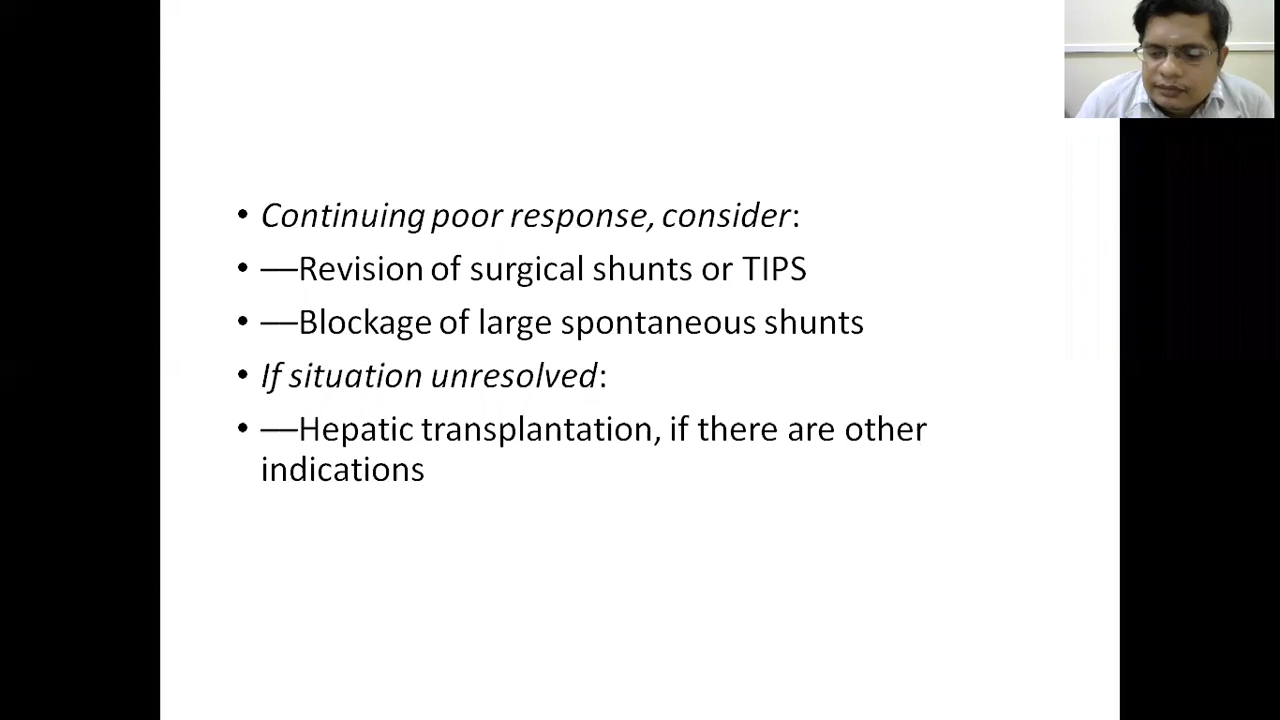 • Continuing poor response, consider:
• —Revision of surgical shunts or TIPS
• —Blockage of large spontaneous shunts
• If situation unresolved:
• —Hepatic transplantation, if there are other
indications